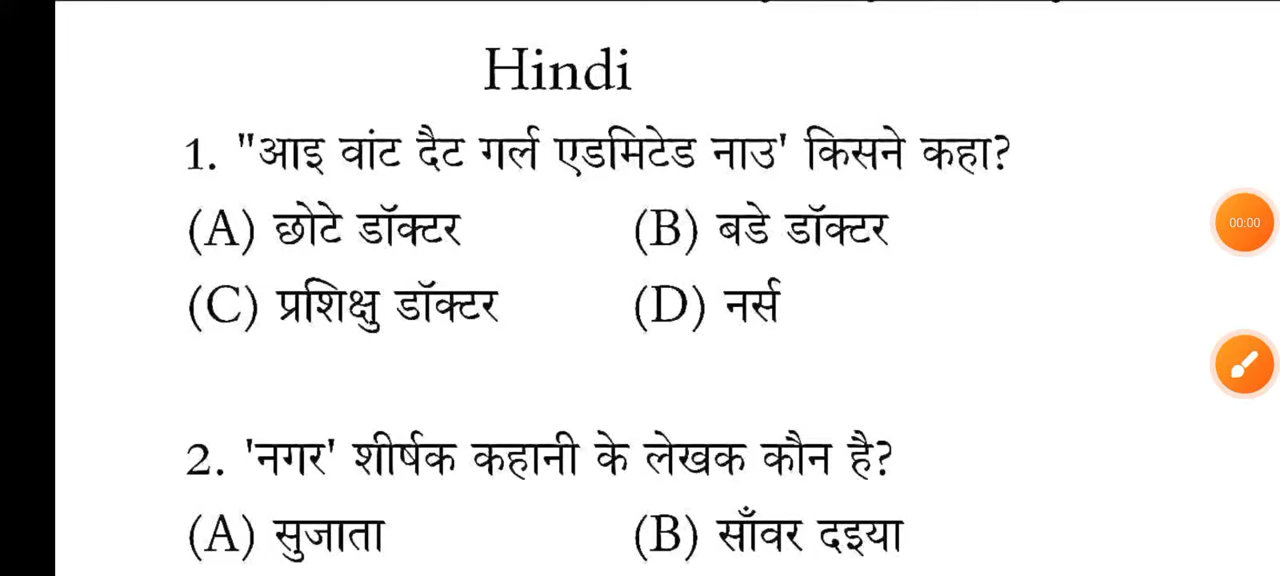 Hindi
1. "आइ वांट दैट गर्ल एडमिटेड नाउ' किसने कहा?
(A) छोटे डॉक्टर (B) बडे डॉक्टर
(C) प्रशिक्षु डॉक्टर (D) नर्स
00:00
2. 'नगर' शीर्षक कहानी के लेखक कौन है?
(A) सुजाता (B) साँवर दइया